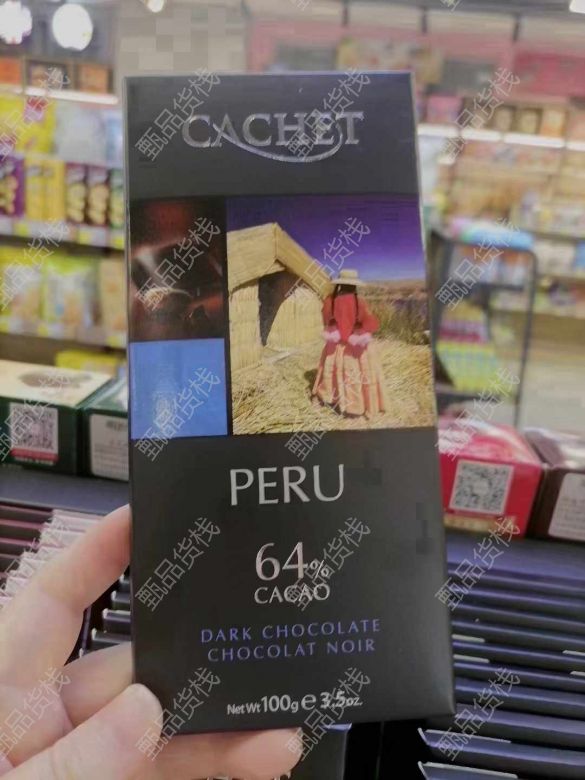 CACHET
PERU
64%
CACAO
DARK CHOCOLATE
CHOCOLAT NOIR
Net Wt 100g ℮ 3.5oz.
甄品货栈